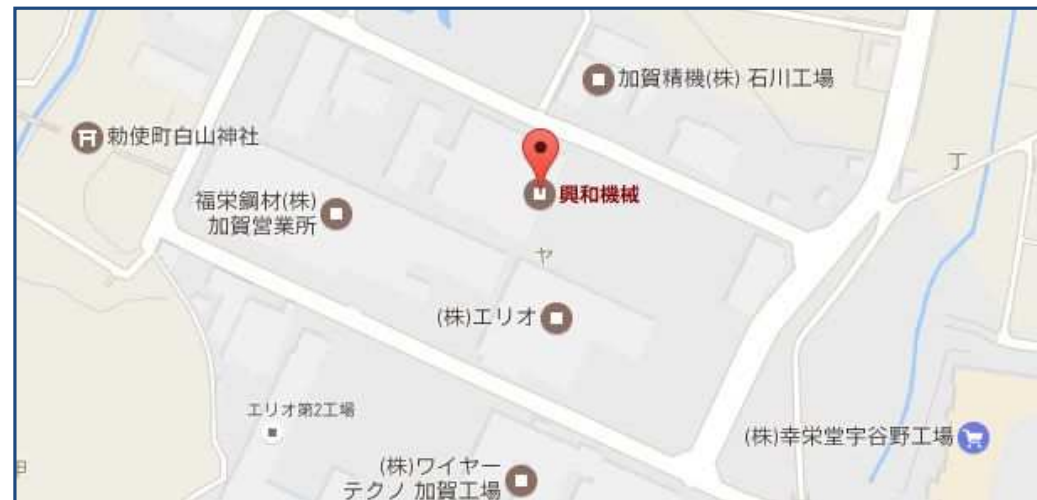 加賀精機(株) 石川工場
勅使町白山神社
丁
興和機械
福栄鋼材(株)
加賀営業所
ヤ
(株)エリオ
エリオ第2工場
(株)幸栄堂宇谷野工場
(株)ワイヤー
テクノ 加賀工場